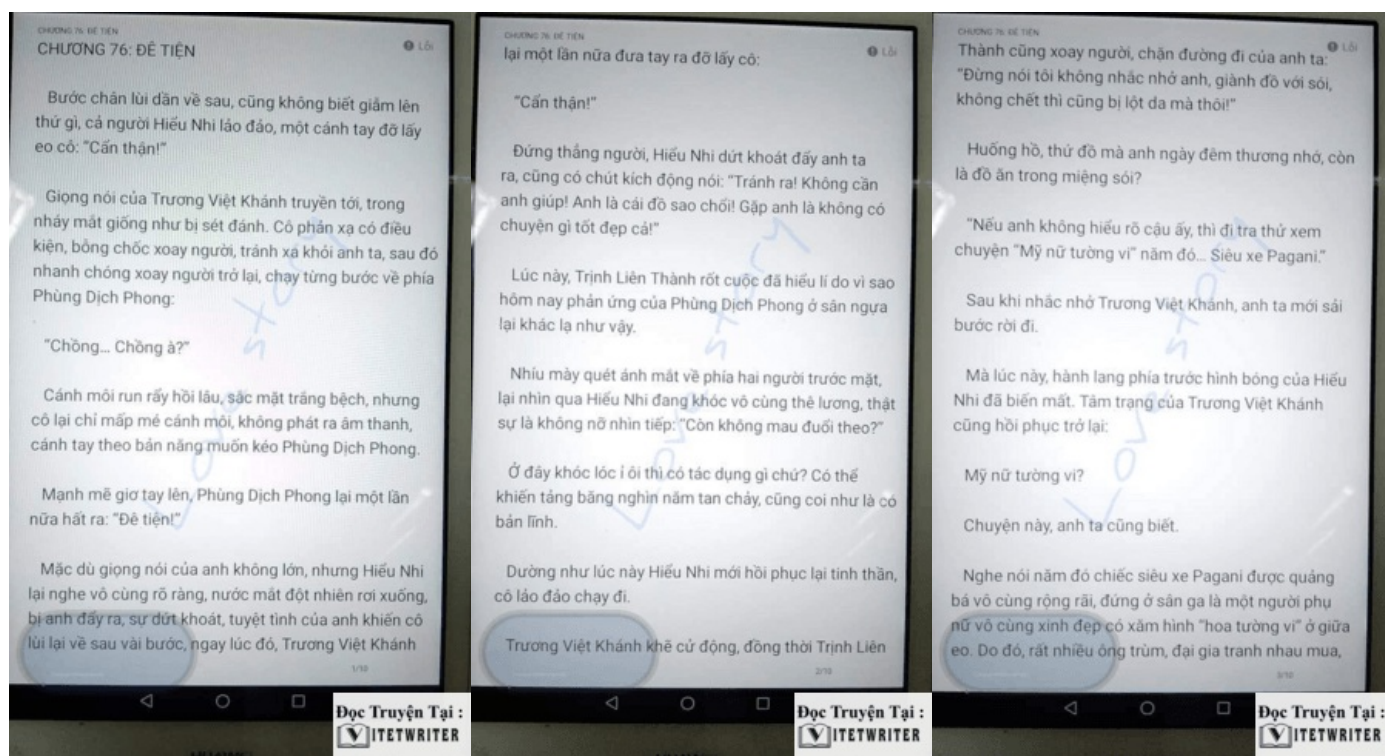 CHƯƠNG 76: ĐÊ TIỆN
CHƯƠNG 76: ĐÊ TIỆN
Lỗi
Bước chân lùi dần về sau, cũng không biết giẫm lên
thứ gì, cả người Hiểu Nhi lảo đảo, một cánh tay đỡ lấy
eo cô: "Cẩn thận!"
Giọng nói của Trương Việt Khánh truyền tới, trong
nháy mắt giống như bị sét đánh. Cô phản xạ có điều
kiện, bỗng chốc xoay người, tránh xa khỏi anh ta, sau đó
nhanh chóng xoay người trở lại, chạy từng bước về phía
Phùng Dịch Phong:
"Chồng... Chồng à?"
Cánh môi run rẩy hồi lâu, sắc mặt trắng bệch, nhưng
cô lại chỉ mấp mé cánh môi, không phát ra âm thanh,
cánh tay theo bản năng muốn kéo Phùng Dịch Phong.
Mạnh mẽ giơ tay lên, Phùng Dịch Phong lại một lần
nữa hất ra: "Đê tiện!"
Mặc dù giọng nói của anh không lớn, nhưng Hiểu Nhi
lại nghe vô cùng rõ ràng, nước mắt đột nhiên rơi xuống,
bị anh đẩy ra, sự dứt khoát, tuyệt tình của anh khiến cô
lùi lại về sau vài bước, ngay lúc đó, Trương Việt Khánh
1/10
Love story
Đọc Truyện Tại :
VITETWRITER
CHƯƠNG 76: ĐÊ TIỆN
Lỗi
lại một lần nữa đưa tay ra đỡ lấy cô:
"Cẩn thận!"
Đứng thẳng người, Hiểu Nhi dứt khoát đẩy anh ta
ra, cũng có chút kích động nói: "Tránh ra! Không cần
anh giúp! Anh là cái đồ sao chổi! Gặp anh là không có
chuyện gì tốt đẹp cả!"
Lúc này, Trịnh Liên Thành rốt cuộc đã hiểu lí do vì sao
hôm nay phản ứng của Phùng Dịch Phong ở sân ngựa
lại khác lạ như vậy.
Nhíu mày quét ánh mắt về phía hai người trước mặt,
lại nhìn qua Hiểu Nhi đang khóc vô cùng thê lương, thật
sự là không nỡ nhìn tiếp: "Còn không mau đuổi theo?"
Ở đây khóc lóc ỉ ôi thì có tác dụng gì chứ? Có thể
khiến tảng băng nghìn năm tan chảy, cũng coi như là có
bản lĩnh.
Dường như lúc này Hiểu Nhi mới hồi phục lại tinh thần,
cô lảo đảo chạy đi.
Trương Việt Khánh khẽ cử động, đồng thời Trịnh Liên
2/10
Love story
Đọc Truyện Tại :
VITETWRITER
CHƯƠNG 76: ĐÊ TIỆN
Lỗi
Thành cũng xoay người, chặn đường đi của anh ta:
"Đừng nói tôi không nhắc nhở anh, giành đồ với sói,
không chết thì cũng bị lột da mà thôi!"
Huống hồ, thứ đồ mà anh ngày đêm thương nhớ, còn
là đồ ăn trong miệng sói?
"Nếu anh không hiểu rõ cậu ấy, thì đi tra thử xem
chuyện "Mỹ nữ tường vi" năm đó... Siêu xe Pagani."
Sau khi nhắc nhở Trương Việt Khánh, anh ta mới sải
bước rời đi.
Mà lúc này, hành lang phía trước hình bóng của Hiểu
Nhi đã biến mất. Tâm trạng của Trương Việt Khánh
cũng hồi phục trở lại:
Mỹ nữ tường vi?
Chuyện này, anh ta cũng biết.
Nghe nói năm đó chiếc siêu xe Pagani được quảng
bá vô cùng rộng rãi, đứng ở sân ga là một người phụ
nữ vô cùng xinh đẹp có xăm hình "hoa tường vi" ở giữa
eo. Do đó, rất nhiều ông trùm, đại gia tranh nhau mua,
3/10
Love story
Đọc Truyện Tại :
VITETWRITER